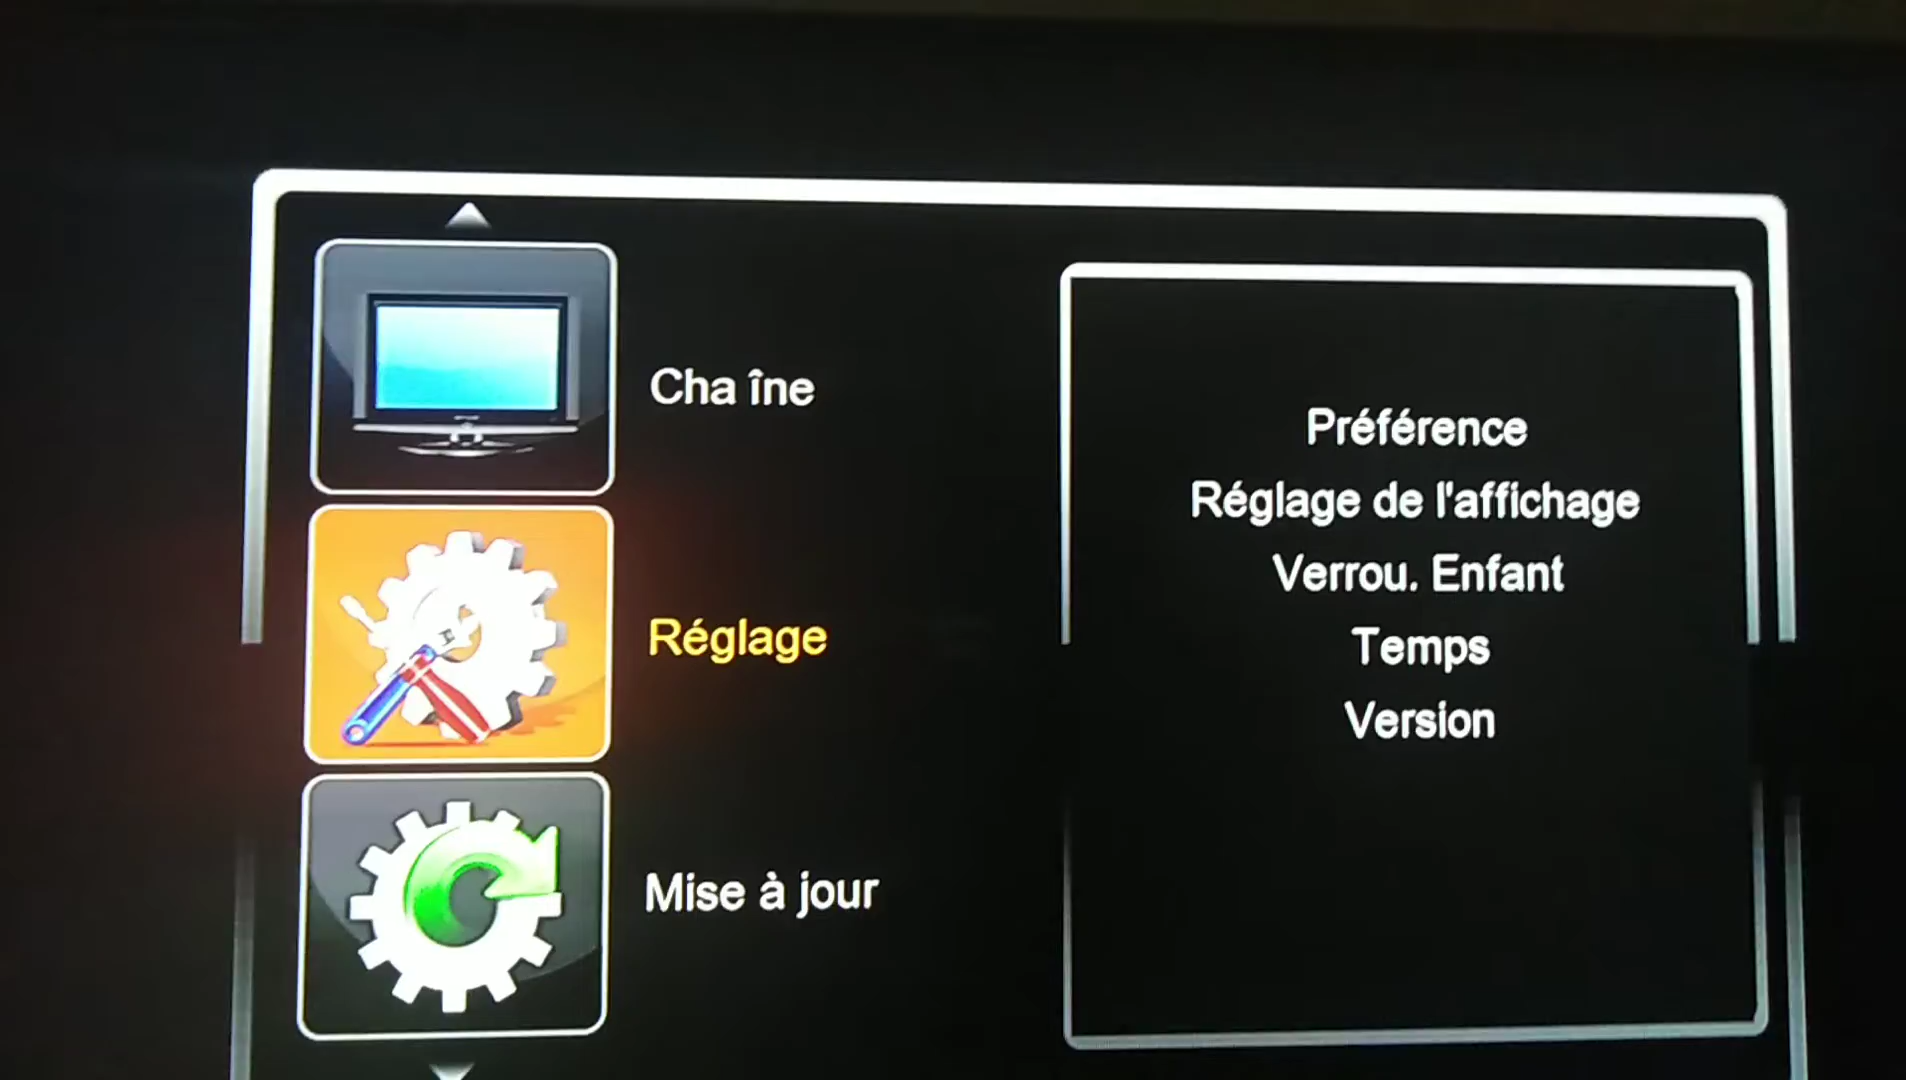 Cha îne
Réglage
Mise à jour
Préférence
Réglage de l'affichage
Verrou. Enfant
Temps
Version